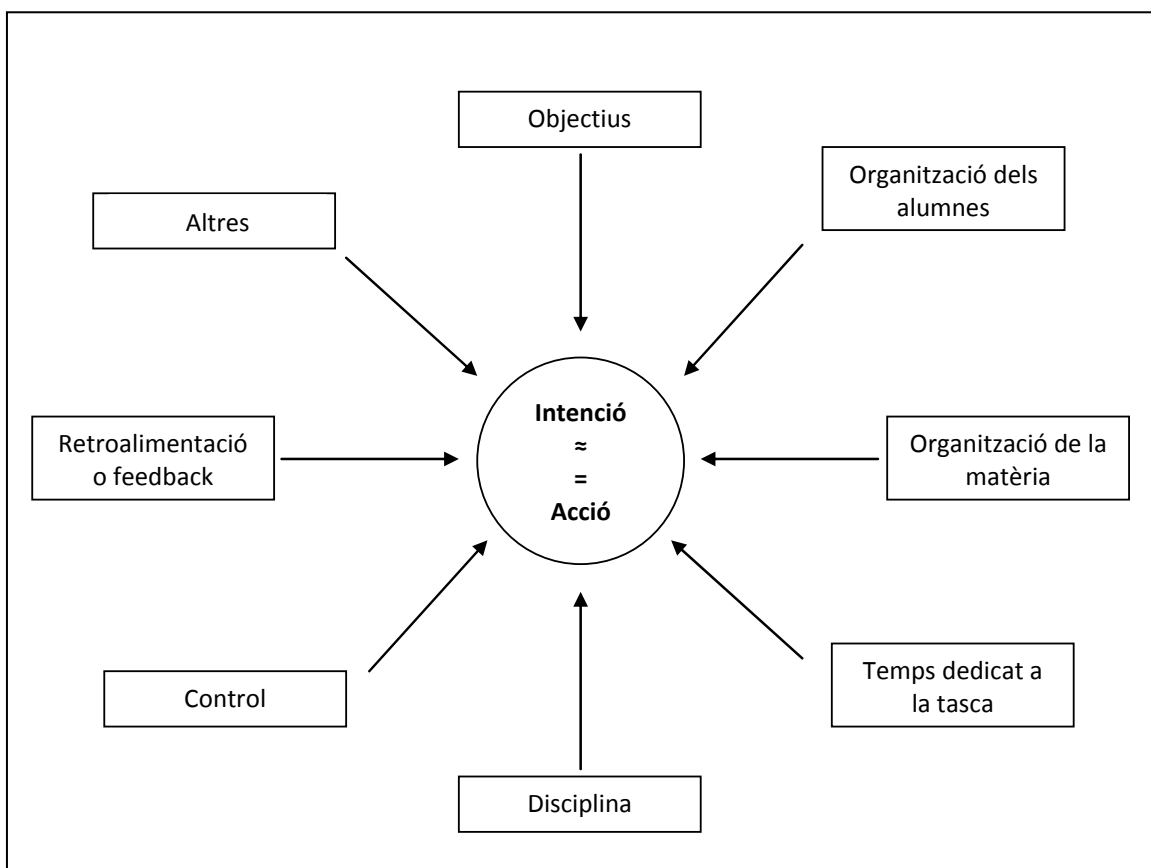 Objectius
Organització dels
alumnes
Altres
Intenció
≈
=
Acció
Retroalimentació
o feedback
Organització de la
matèria
Control
Temps dedicat a
la tasca
Disciplina